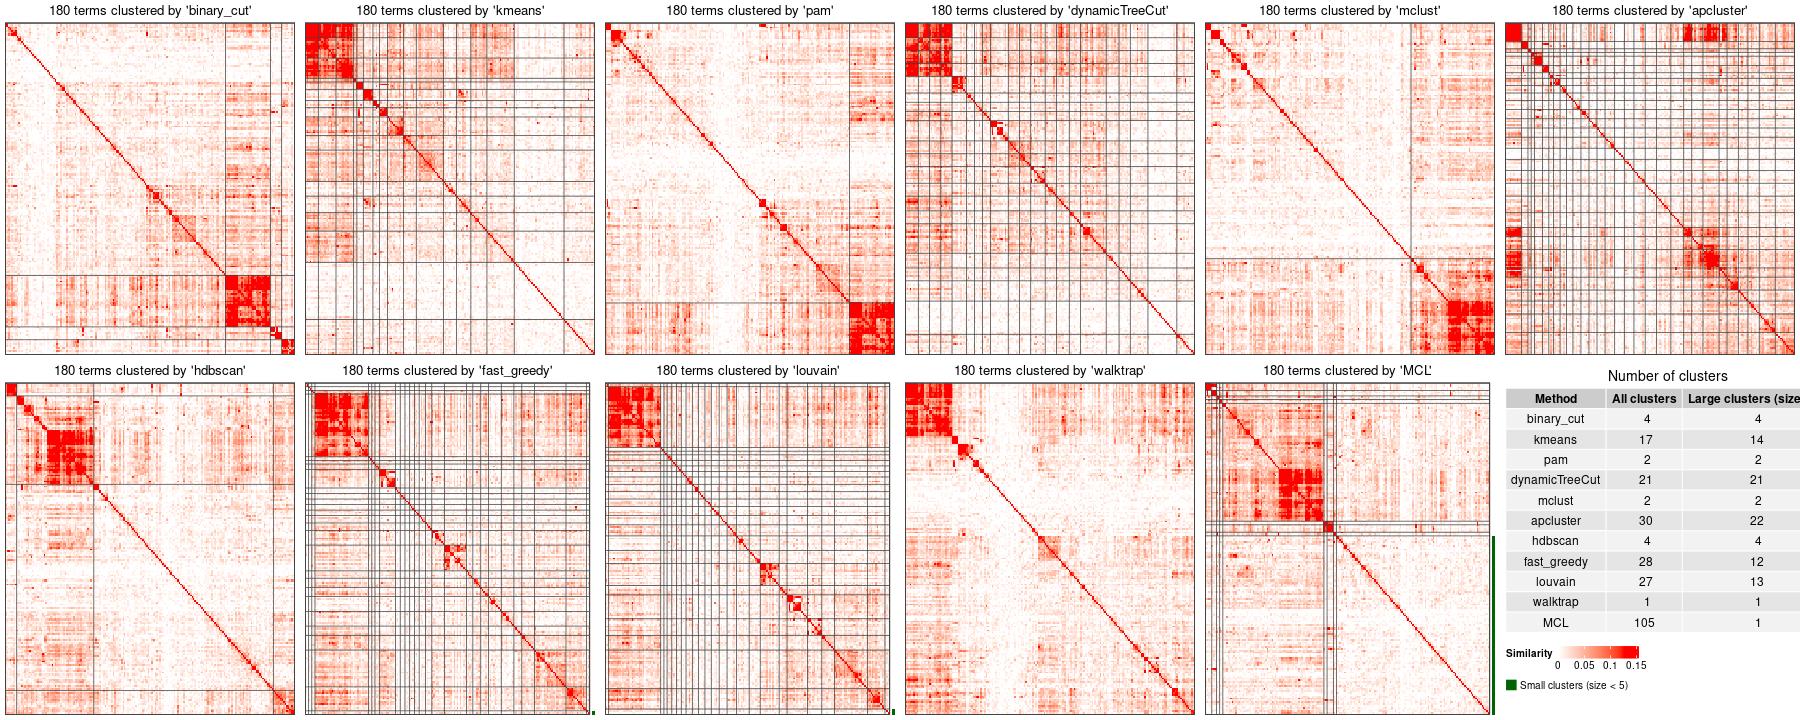 180 terms clustered by 'binary_cut'
180 terms clustered by 'kmeans'
180 terms clustered by 'pam'
180 terms clustered by 'dynamicTreeCut'
180 terms clustered by 'mclust'
180 terms clustered by 'apcluster'
180 terms clustered by 'hdbscan'
180 terms clustered by 'fast_greedy'
180 terms clustered by 'louvain'
180 terms clustered by 'walktrap'
180 terms clustered by 'MCL'
Number of clusters
Method All clusters Large clusters (size
binary_cut 4 4
kmeans 17 14
pam 2 2
dynamicTreeCut 21 21
mclust 2 2
apcluster 30 22
hdbscan 4 4
fast_greedy 28 12
louvain 27 13
walktrap 1 1
MCL 105 1
Similarity
0 0.05 0.1 0.15
Small clusters (size < 5)